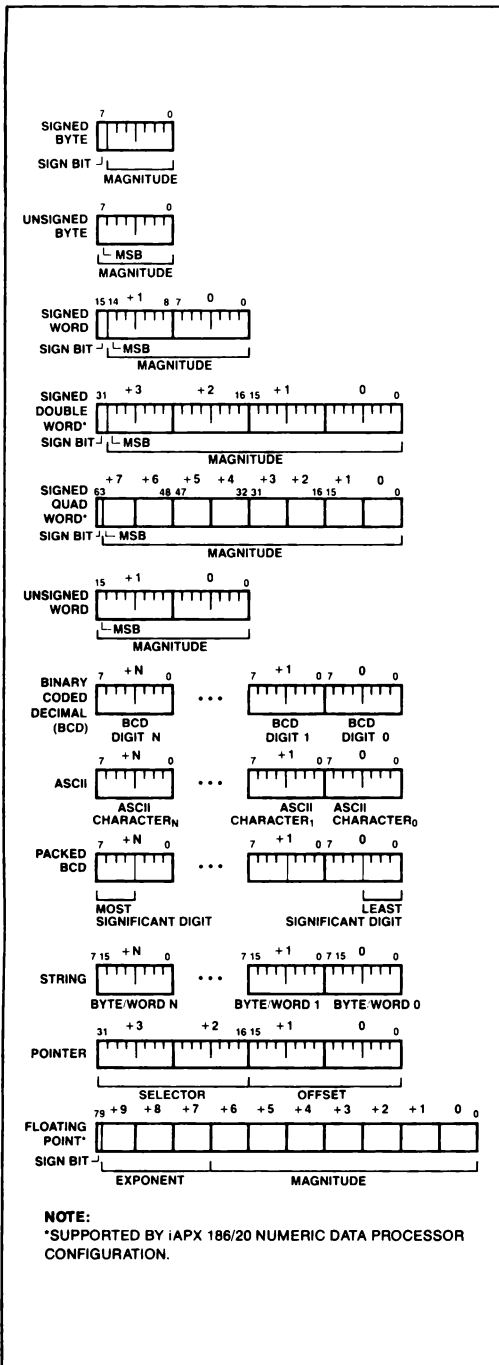 7 0
SIGNED
BYTE
SIGN BIT
MAGNITUDE
7 0
UNSIGNED
BYTE
MSB
MAGNITUDE
15 14 +1 8 7 0 0
SIGNED
WORD
SIGN BIT MSB
MAGNITUDE
31 +3 +2 16 15 +1 0 0
SIGNED
DOUBLE
WORD*
SIGN BIT MSB
MAGNITUDE
+7 +6 +5 +4 +3 +2 +1 0
63 48 47 32 31 16 15 0
SIGNED
QUAD
WORD*
SIGN BIT MSB
MAGNITUDE
15 +1 0 0
UNSIGNED
WORD
MSB
MAGNITUDE
7 +N 0 7 +1 0 7 0 0
BINARY
CODED
DECIMAL
(BCD)
...
BCD BCD BCD
DIGIT N DIGIT 1 DIGIT 0
7 +N 0 7 +1 0 7 0 0
ASCII ...
ASCII ASCII ASCII
CHARACTERN CHARACTER1 CHARACTER0
7 +N 0 7 +1 0 7 0 0
PACKED
BCD
...
MOST LEAST
SIGNIFICANT DIGIT SIGNIFICANT DIGIT
7 15 +N 0 7 15 +1 0 7 15 0 0
STRING ...
BYTE/WORD N BYTE/WORD 1 BYTE/WORD 0
31 +3 +2 16 15 +1 0 0
POINTER
SELECTOR OFFSET
79 +9 +8 +7 +6 +5 +4 +3 +2 +1 0 0
FLOATING
POINT*
SIGN BIT
EXPONENT MAGNITUDE
NOTE:
*SUPPORTED BY iAPX 186/20 NUMERIC DATA PROCESSOR
CONFIGURATION.